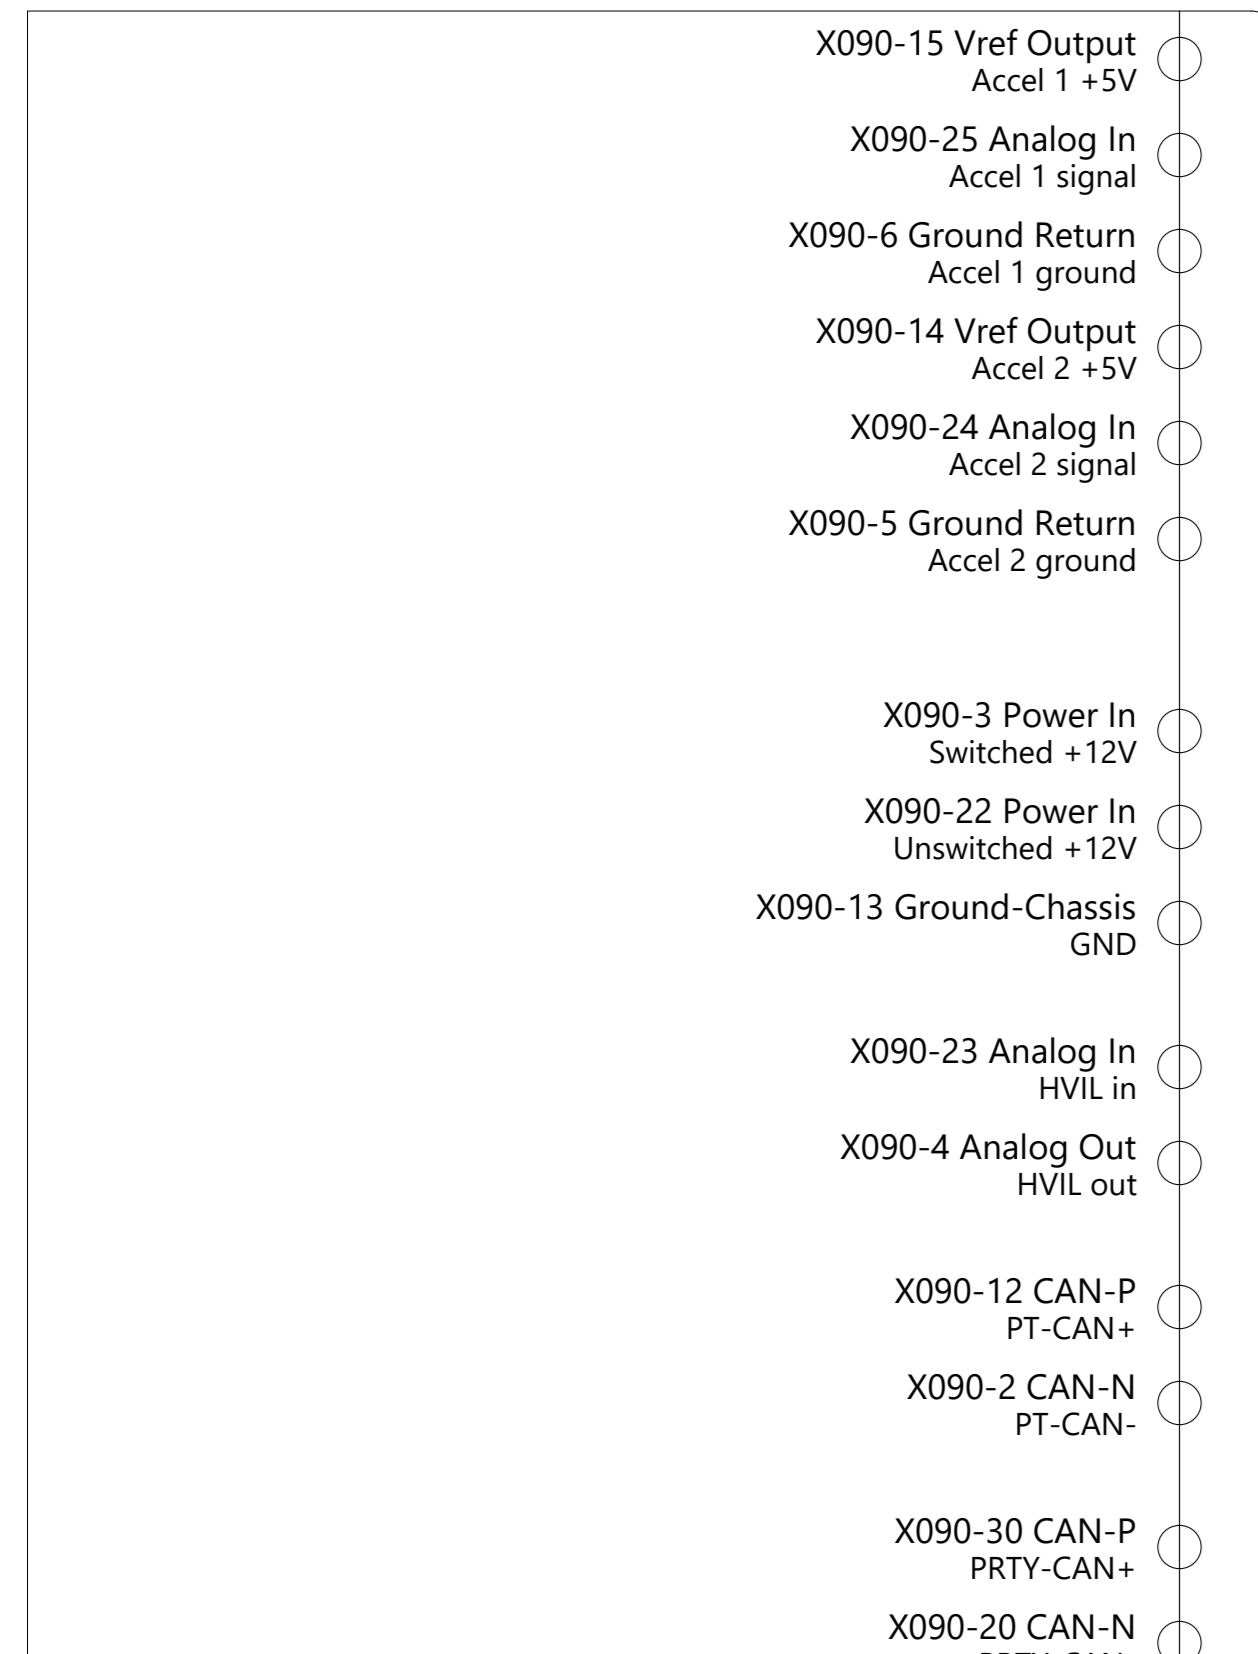 X090-15 Vref Output
Accel 1 +5V
X090-25 Analog In
Accel 1 signal
X090-6 Ground Return
Accel 1 ground
X090-14 Vref Output
Accel 2 +5V
X090-24 Analog In
Accel 2 signal
X090-5 Ground Return
Accel 2 ground
X090-3 Power In
Switched +12V
X090-22 Power In
Unswitched +12V
X090-13 Ground-Chassis
GND
X090-23 Analog In
HVIL in
X090-4 Analog Out
HVIL out
X090-12 CAN-P
PT-CAN+
X090-2 CAN-N
PT-CAN-
X090-30 CAN-P
PRTY-CAN+
X090-20 CAN-N